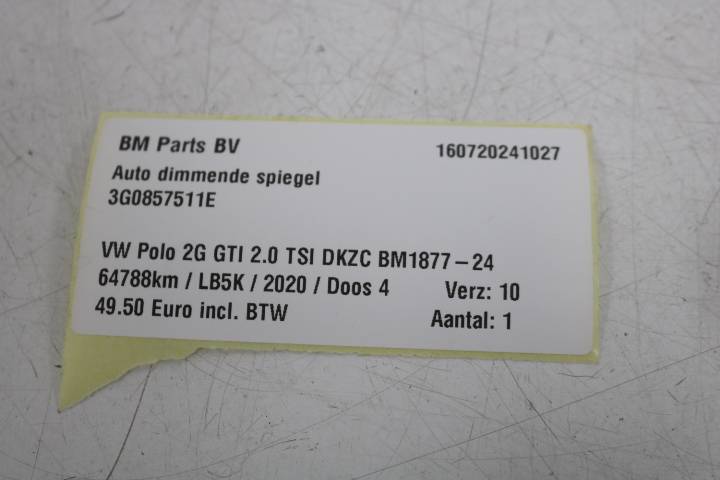 BM Parts BV 160720241027
Auto dimmende spiegel
3G0857511E
VW Polo 2G GTI 2.0 TSI DKZC BM1877-24
64788km / LB5K / 2020 / Doos 4 Verz: 10
49.50 Euro incl. BTW Aantal: 1